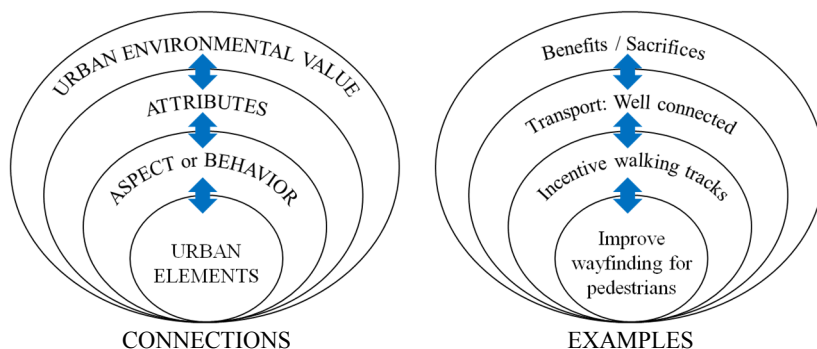 URBAN ENVIRONMENTAL VALUE
ATTRIBUTES
ASPECT or BEHAVIOR
URBAN
ELEMENTS
CONNECTIONS
Benefits / Sacrifices
Transport: Well connected
Incentive walking tracks
Improve
wayfinding for
pedestrians
EXAMPLES